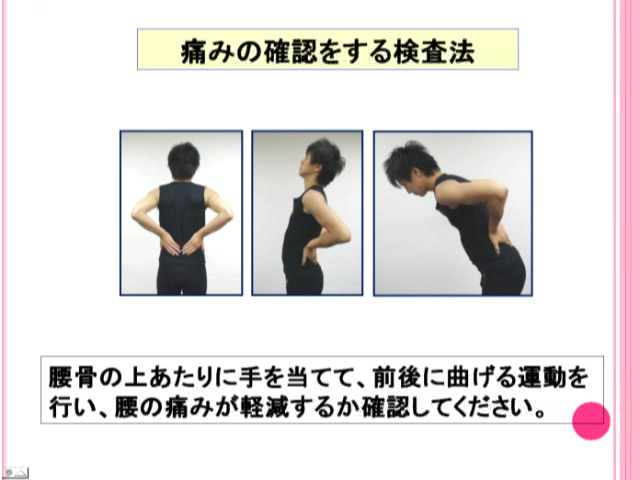 痛みの確認をする検査法
腰骨の上あたりに手を当てて、前後に曲げる運動を
行い、腰の痛みが軽減するか確認してください。